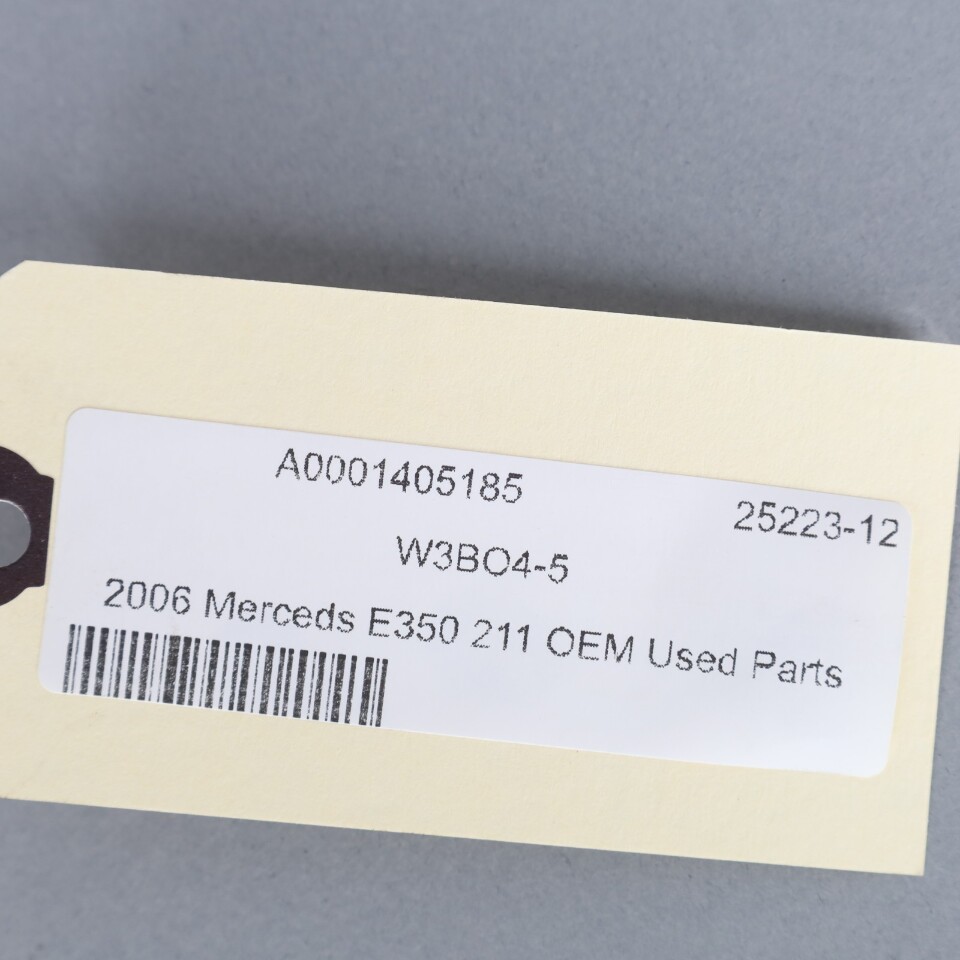 A0001405185
25223-12
W3BO4-5
2006 Merceds E350 211 OEM Used Parts